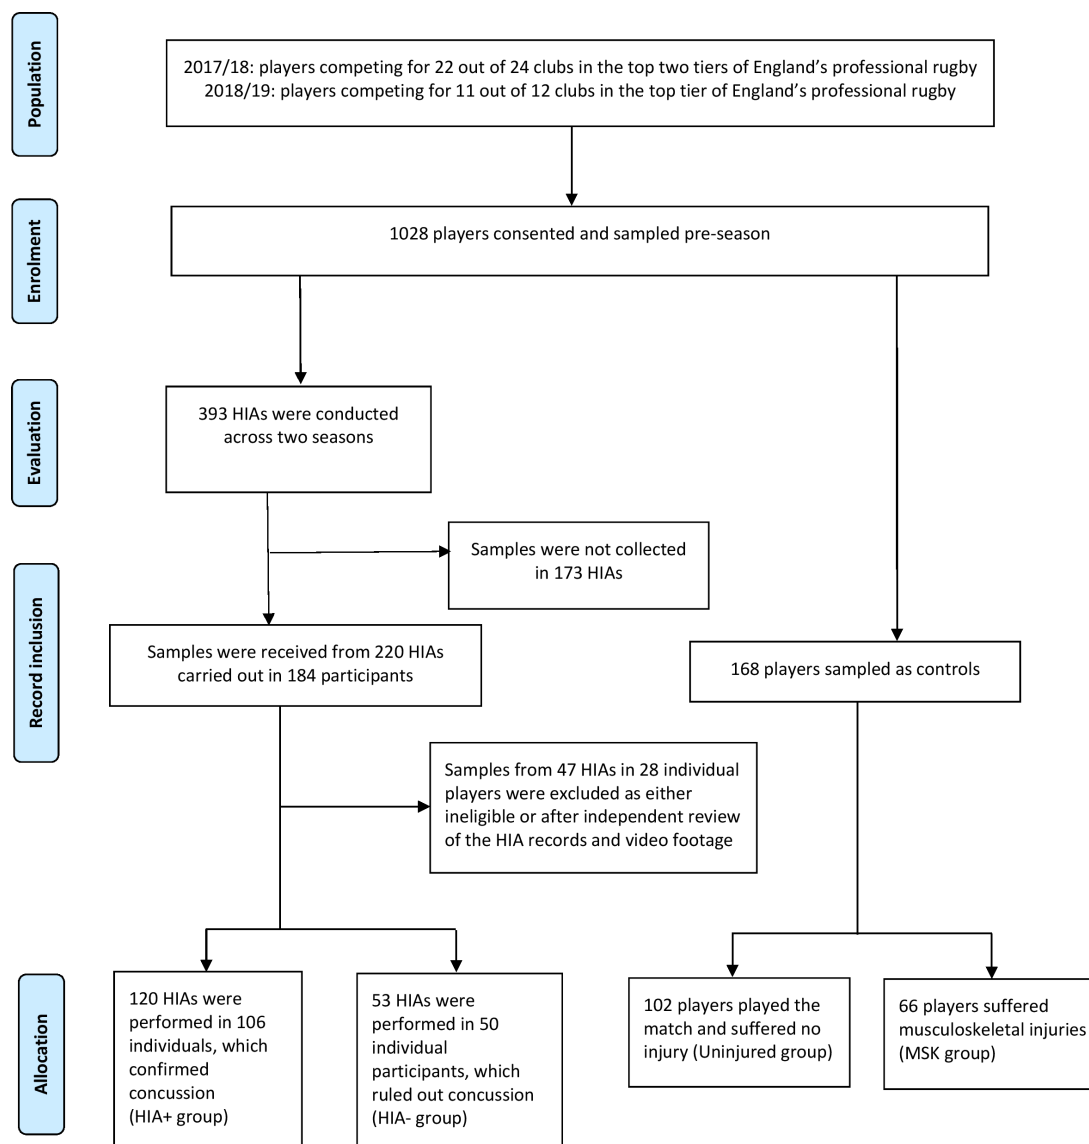 Population
2017/18: players competing for 22 out of 24 clubs in the top two tiers of England's professional rugby
2018/19: players competing for 11 out of 12 clubs in the top tier of England's professional rugby
Enrolment
1028 players consented and sampled pre-season
Evaluation
393 HIAs were conducted
across two seasons
Samples were not collected
in 173 HIAs
Record inclusion
Samples were received from 220 HIAs
carried out in 184 participants
168 players sampled as controls
Samples from 47 HIAs in 28 individual
players were excluded as either
ineligible or after independent review
of the HIA records and video footage
Allocation
120 HIAs were
performed in 106
individuals, which
confirmed
concussion
(HIA+ group)
53 HIAs were
performed in 50
individual
participants, which
ruled out concussion
(HIA- group)
102 players played the
match and suffered no
injury (Uninjured group)
66 players suffered
musculoskeletal injuries
(MSK group)